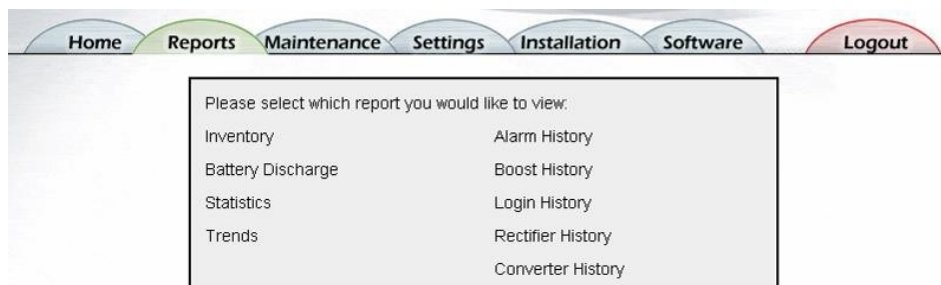 Home Reports Maintenance Settings Installation Software Logout
Please select which report you would like to view:
Inventory Alarm History
Battery Discharge Boost History
Statistics Login History
Trends Rectifier History
Converter History